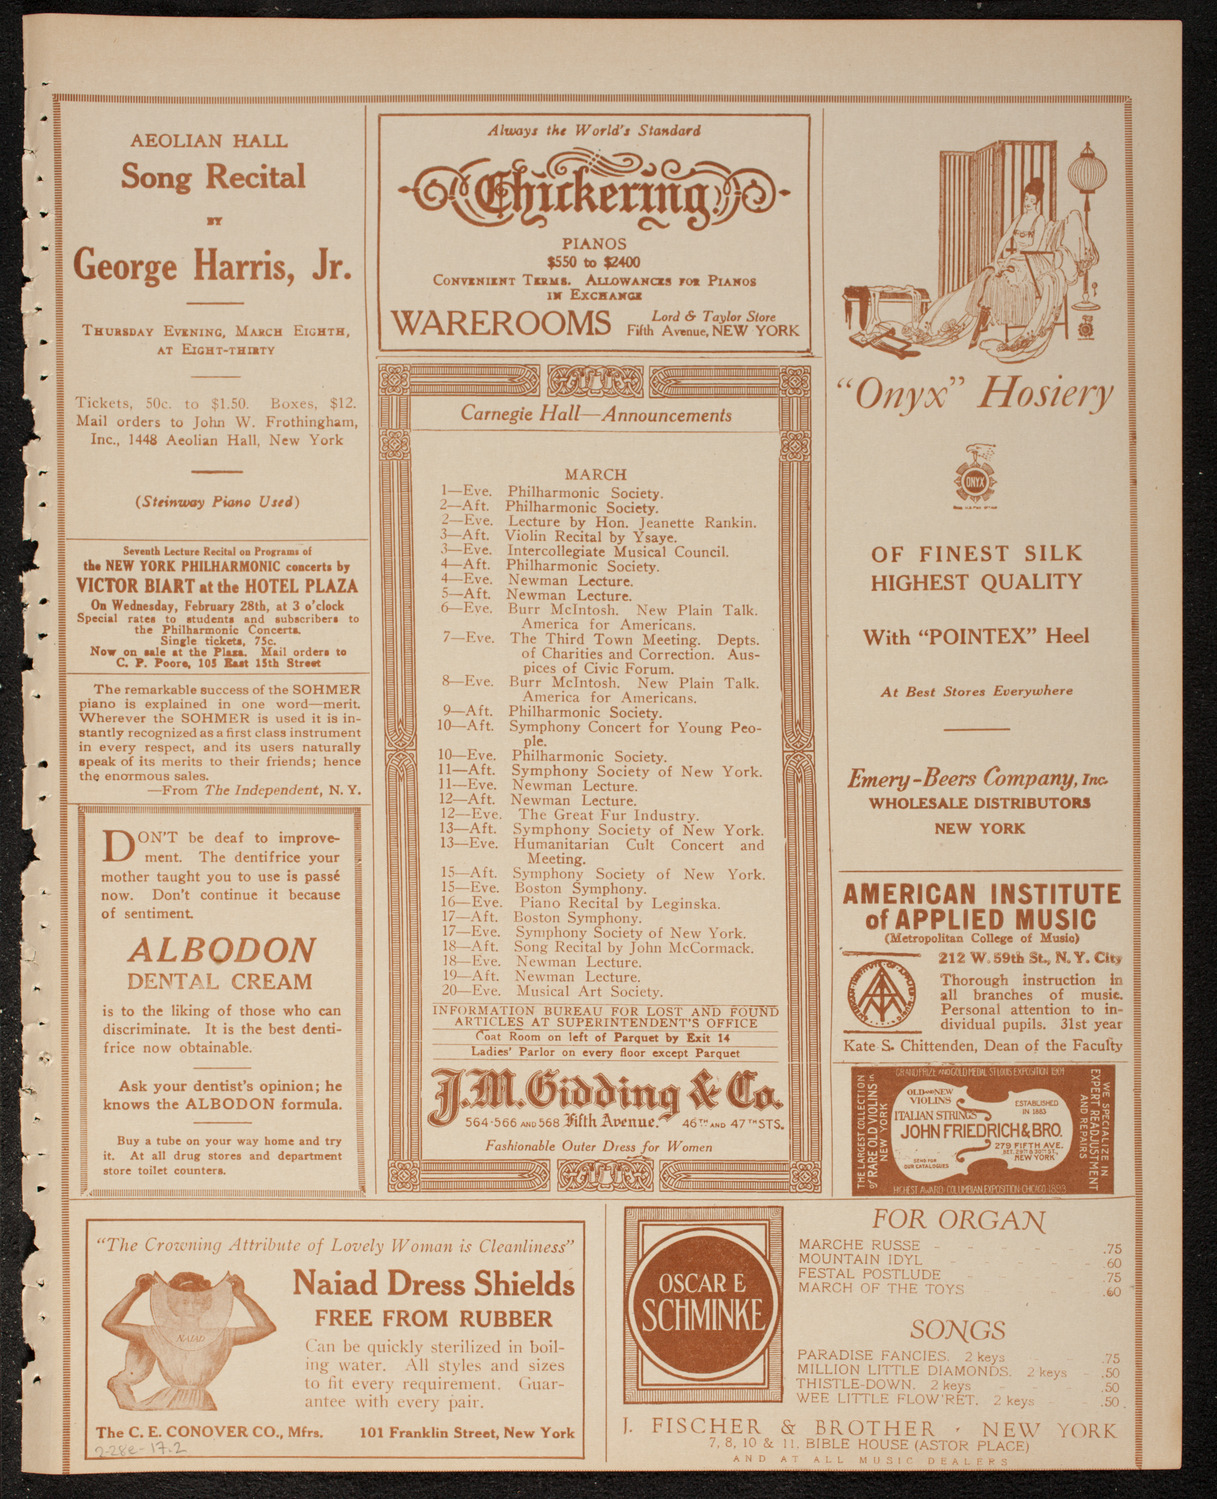 AEOLIAN HALL
Song Recital
BY
George Harris, Jr.
Thursday Evening, March Eighth,
at Eight-thirty
Tickets, 50c. to $1.50. Boxes, $12.
Mail orders to John W. Frothingham,
Inc., 1448 Aeolian Hall, New York
(Steinway Piano Used)
Seventh Lecture Recital on Programs of
the NEW YORK PHILHARMONIC concerts by
VICTOR BIART at the HOTEL PLAZA
On Wednesday, February 28th, at 3 o'clock
Special rates to students and subscribers to
the Philharmonic Concerts.
Single tickets, 75c.
Now on sale at the Plaza. Mail orders to
C. P. Poore, 105 East 15th Street
The remarkable success of the SOHMER
piano is explained in one word—merit.
Wherever the SOHMER is used it is in-
stantly recognized as a first class instrument
in every respect, and its users naturally
speak of its merits to their friends; hence
the enormous sales.
—From The Independent, N. Y.
DON'T be deaf to improve-
ment. The dentifrice your
mother taught you to use is passé
now. Don't continue it because
of sentiment.
ALBODON
DENTAL CREAM
is to the liking of those who can
discriminate. It is the best denti-
frice now obtainable.
Ask your dentist's opinion; he
knows the ALBODON formula.
Buy a tube on your way home and try
it. At all drug stores and department
store toilet counters.
Always the World's Standard
Chickering
PIANOS
$550 to $2400
Convenient Terms. Allowances for Pianos
in Exchange
WAREROOMS
Lord & Taylor Store
Fifth Avenue, NEW YORK
Carnegie Hall—Announcements
MARCH
1—Eve. Philharmonic Society.
2—Aft. Philharmonic Society.
2—Eve. Lecture by Hon. Jeanette Rankin.
3—Aft. Violin Recital by Ysaye.
3—Eve. Intercollegiate Musical Council.
4—Aft. Philharmonic Society.
4—Eve. Newman Lecture.
5—Aft. Newman Lecture.
6—Eve. Burr McIntosh. New Plain Talk.
America for Americans.
7—Eve. The Third Town Meeting. Depts.
of Charities and Correction. Aus-
pices of Civic Forum.
8—Eve. Burr McIntosh. New Plain Talk.
America for Americans.
9—Aft. Philharmonic Society.
10—Aft. Symphony Concert for Young Peo-
ple.
10—Eve. Philharmonic Society.
11—Aft. Symphony Society of New York.
11—Eve. Newman Lecture.
12—Aft. Newman Lecture.
12—Eve. The Great Fur Industry.
13—Aft. Symphony Society of New York.
13—Eve. Humanitarian Cult Concert and
Meeting.
15—Aft. Symphony Society of New York.
15—Eve. Boston Symphony.
16—Eve. Piano Recital by Leginska.
17—Aft. Boston Symphony.
17—Eve. Symphony Society of New York.
18—Aft. Song Recital by John McCormack.
18—Eve. Newman Lecture.
19—Aft. Newman Lecture.
20—Eve. Musical Art Society.
INFORMATION BUREAU FOR LOST AND FOUND
ARTICLES AT SUPERINTENDENT'S OFFICE
Coat Room on left of Parquet by Exit 14
Ladies' Parlor on every floor except Parquet
J.M. Gidding & Co.
564-566 AND 568 Fifth Avenue. 46TH AND 47TH STS.
Fashionable Outer Dress for Women
"Onyx" Hosiery
ONYX
OF FINEST SILK
HIGHEST QUALITY
With "POINTEX" Heel
At Best Stores Everywhere
Emery-Beers Company, Inc.
WHOLESALE DISTRIBUTORS
NEW YORK
AMERICAN INSTITUTE
of APPLIED MUSIC
(Metropolitan College of Music)
212 W. 59th St., N. Y. City
Thorough instruction in
all branches of music.
Personal attention to in-
dividual pupils. 31st year
Kate S. Chittenden, Dean of the Faculty
GRAND PRIZE AND GOLD MEDAL ST LOUIS EXPOSITION 1904
THE LARGEST COLLECTION
of RARE OLD VIOLINS in
NEW YORK
OLD AND NEW
VIOLINS
ITALIAN STRINGS
ESTABLISHED
IN 1883
JOHN FRIEDRICH & BRO.
279 FIFTH AVE.
BET. 29TH & 30TH ST.,
NEW YORK
SEND FOR
OUR CATALOGUES
WE SPECIALIZE IN
EXPERT READJUSTMENT
AND REPAIRS
HIGHEST AWARD COLUMBIAN EXPOSITION CHICAGO 1893
"The Crowning Attribute of Lovely Woman is Cleanliness"
NAIAD
Naiad Dress Shields
FREE FROM RUBBER
Can be quickly sterilized in boil-
ing water. All styles and sizes
to fit every requirement. Guar-
antee with every pair.
The C. E. CONOVER CO., Mfrs. 101 Franklin Street, New York
2-28e-17.2
OSCAR E
SCHMINKE
FOR ORGAN
MARCHE RUSSE - - - - .75
MOUNTAIN IDYL - - - - .60
FESTAL POSTLUDE - - - .75
MARCH OF THE TOYS - - - .60
SONGS
PARADISE FANCIES. 2 keys - - .75
MILLION LITTLE DIAMONDS. 2 keys - .50
THISTLE-DOWN. 2 keys - - .50
WEE LITTLE FLOW'RET. 2 keys - .50
J. FISCHER & BROTHER, NEW YORK
7, 8, 10 & 11, BIBLE HOUSE (ASTOR PLACE)
AND AT ALL MUSIC DEALERS